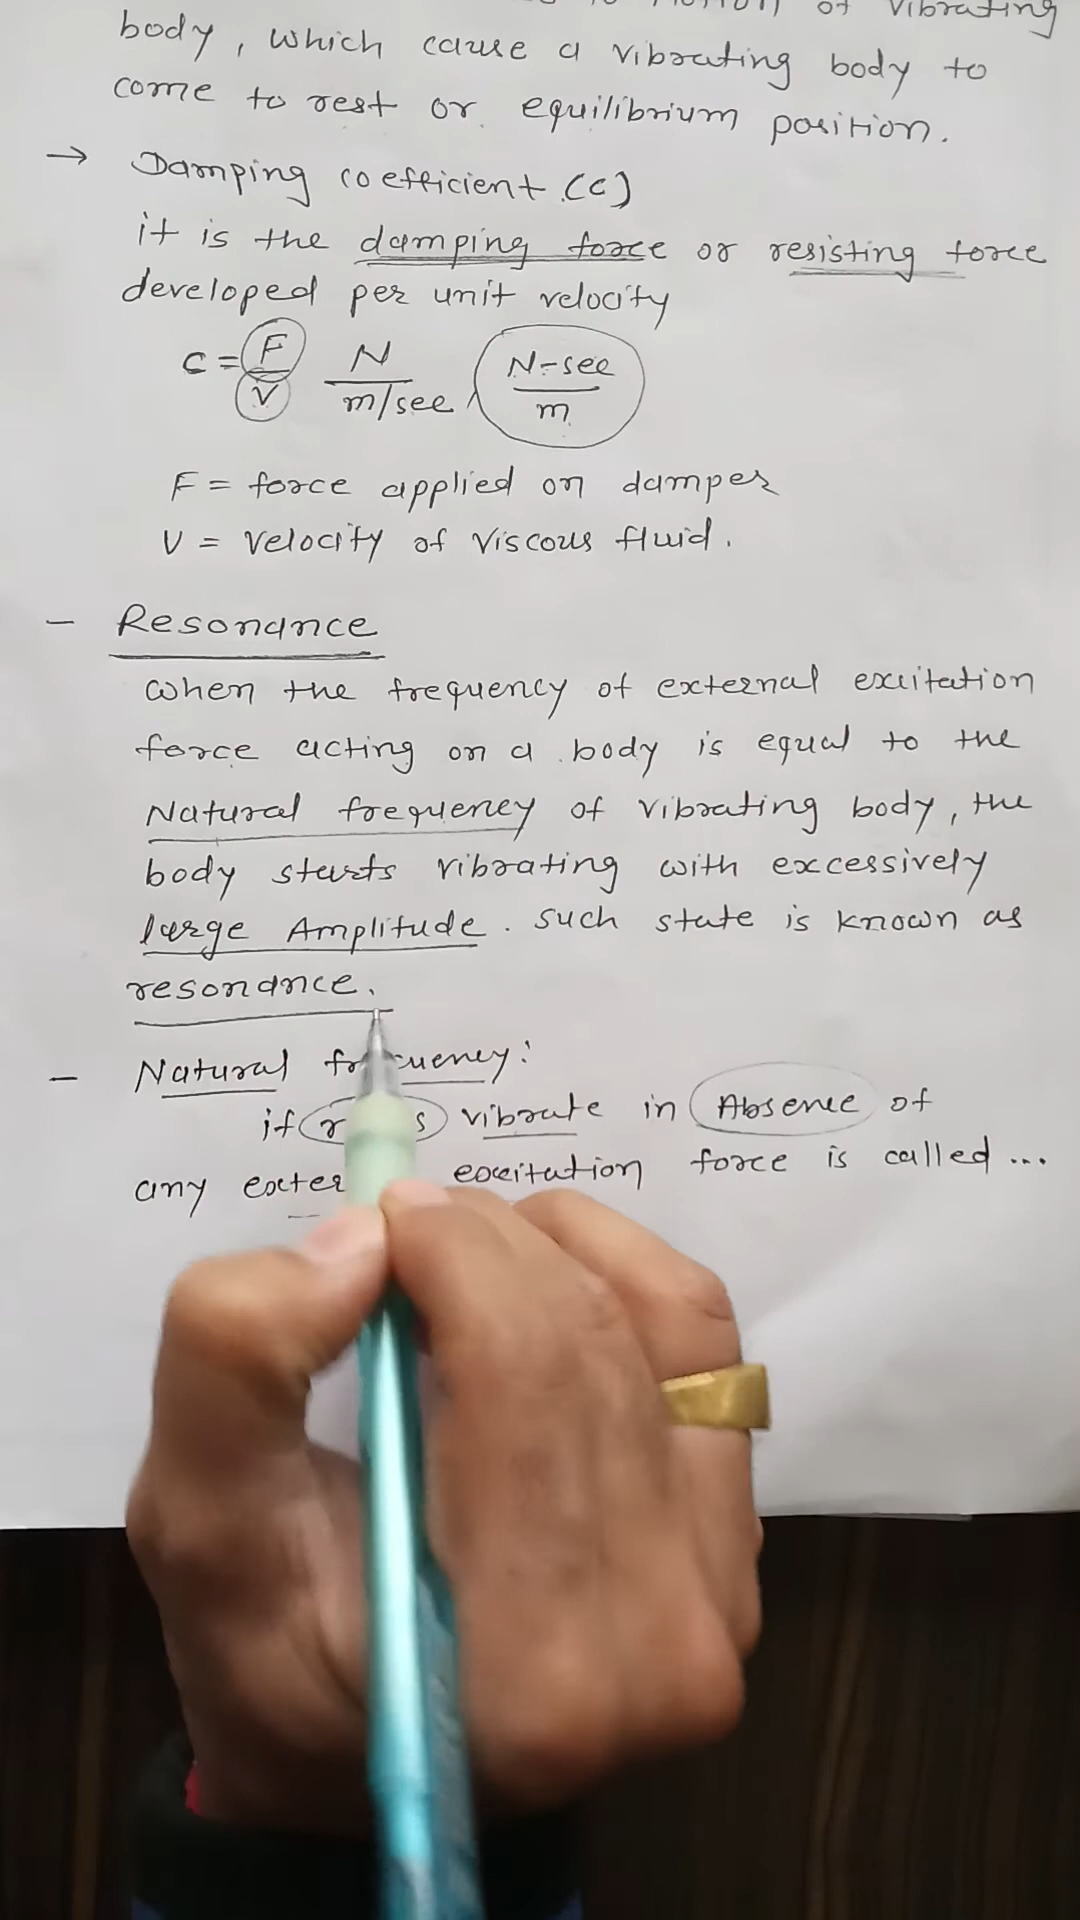 of vibrating
body, which cause a vibrating body to
come to rest or equilibrium position.
→ Damping coefficient (c)
it is the damping force or resisting force
developed per unit velocity
c = F/V N/m/sec, N-sec/m
F = force applied on damper
V = velocity of viscous fluid.
- Resonance
when the frequency of external excitation
force acting on a body is equal to the
Natural frequency of vibrating body, the
body starts vibrating with excessively
large Amplitude. such state is known as
resonance.
- Natural frequency:
if vibrate in Absence of
any excitation force is called ...